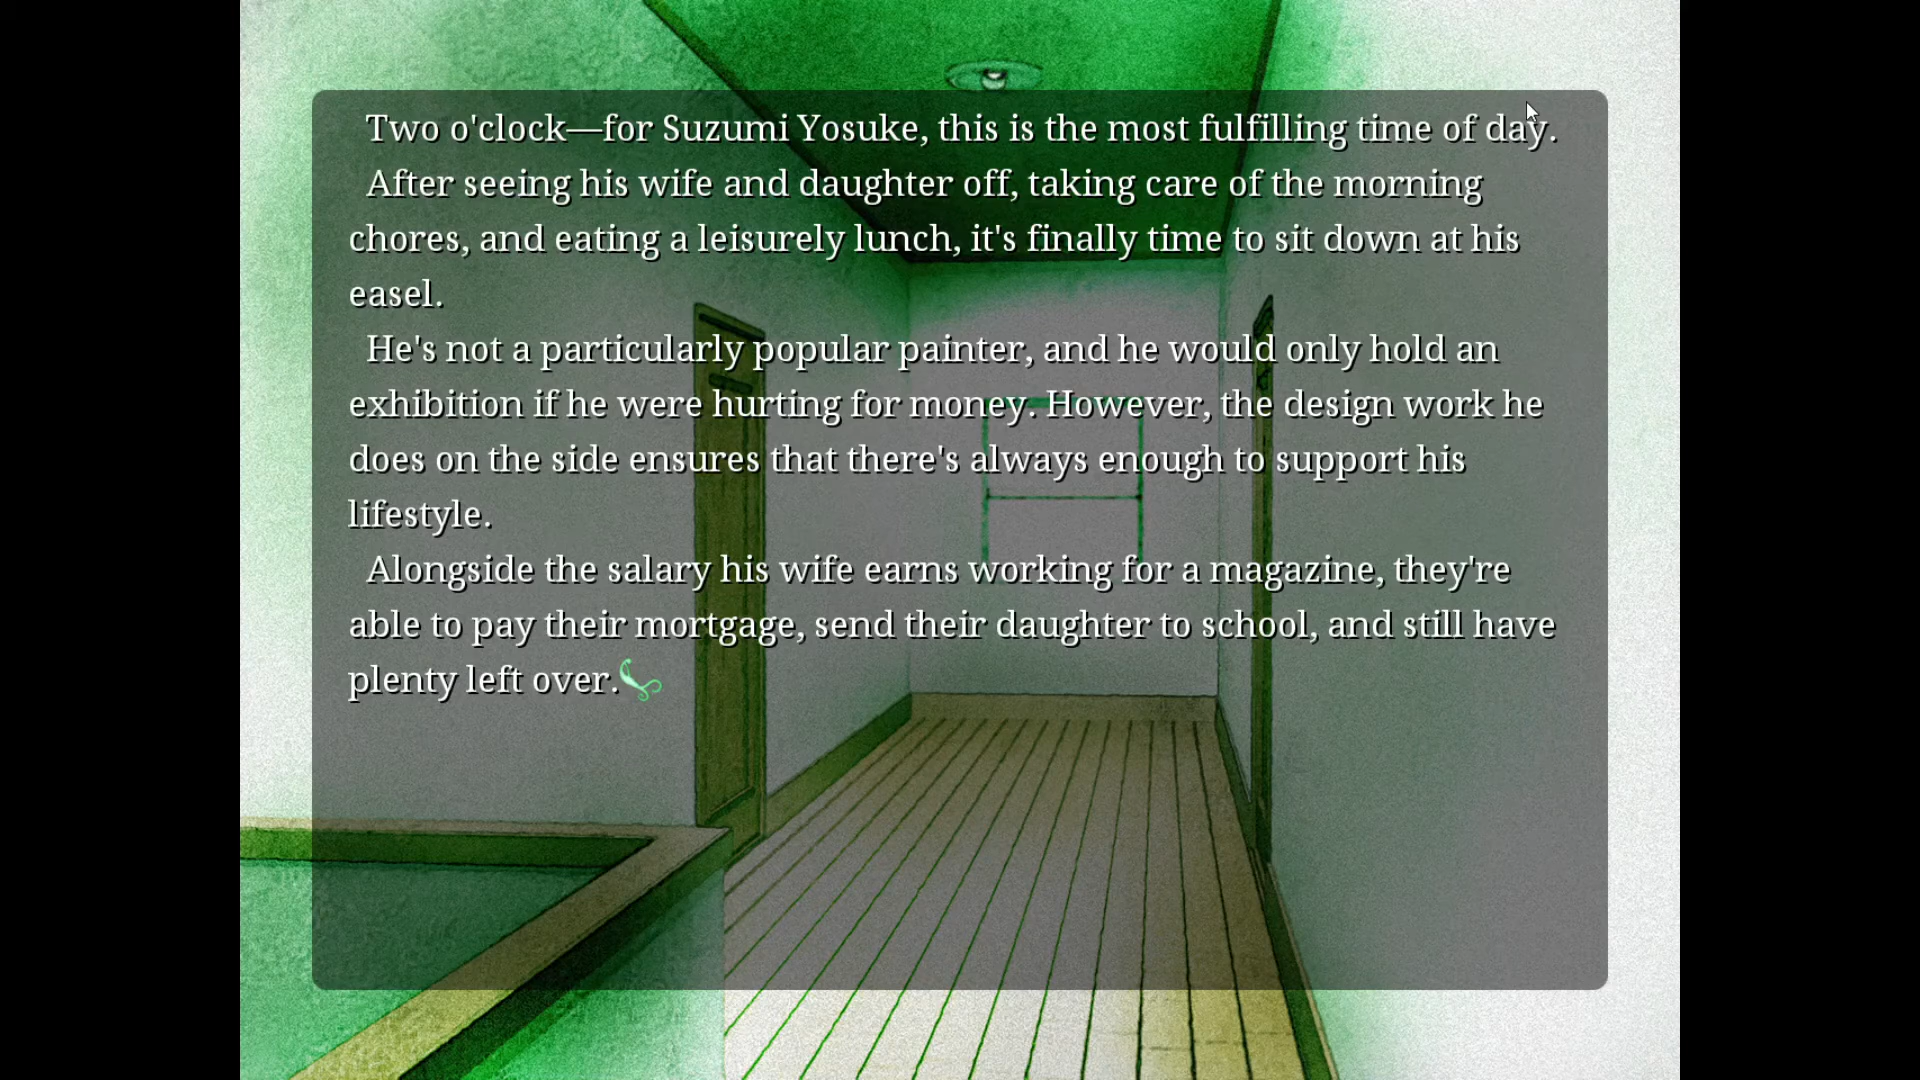 Two o'clock—for Suzumi Yosuke, this is the most fulfilling time of day.
After seeing his wife and daughter off, taking care of the morning
chores, and eating a leisurely lunch, it's finally time to sit down at his
easel.
He's not a particularly popular painter, and he would only hold an
exhibition if he were hurting for money. However, the design work he
does on the side ensures that there's always enough to support his
lifestyle.
Alongside the salary his wife earns working for a magazine, they're
able to pay their mortgage, send their daughter to school, and still have
plenty left over.